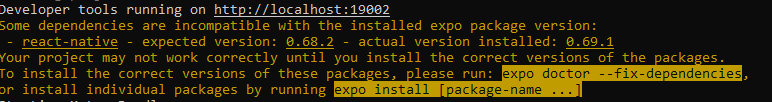 Developer tools running on http://localhost:19002
Some dependencies are incompatible with the installed expo package version:
 - react-native - expected version: 0.68.2 - actual version installed: 0.69.1
Your project may not work correctly until you install the correct versions of the packages.
To install the correct versions of these packages, please run: expo doctor --fix-dependencies,
or install individual packages by running expo install [package-name ...]